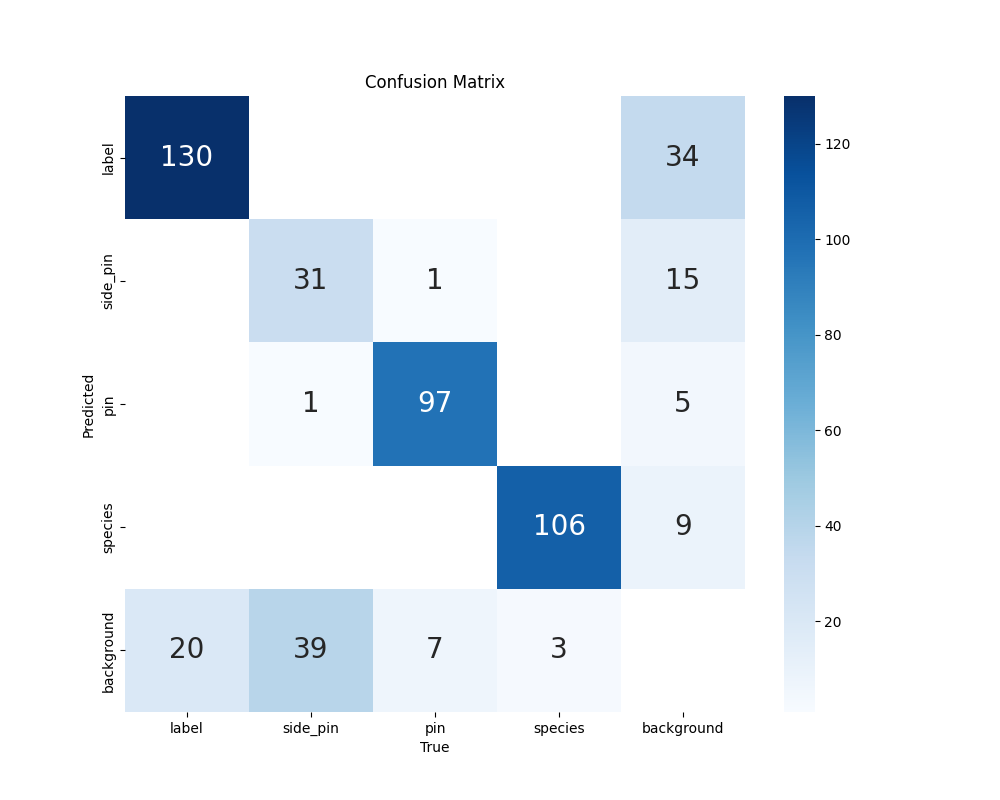 Confusion Matrix
label 130 34
side_pin 31 1 15
pin 1 97 5
species 106 9
background 20 39 7 3
label side_pin pin species background
True
Predicted
120
100
80
60
40
20